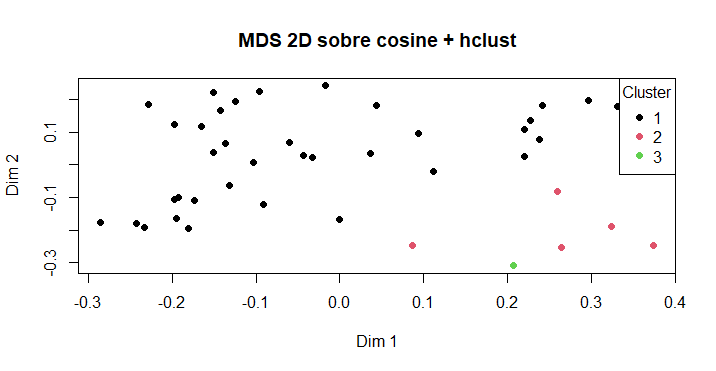 MDS 2D sobre cosine + hclust
Cluster
1
2
3
Dim 2
0.1
-0.1
-0.3
-0.3 -0.2 -0.1 0.0 0.1 0.2 0.3 0.4
Dim 1